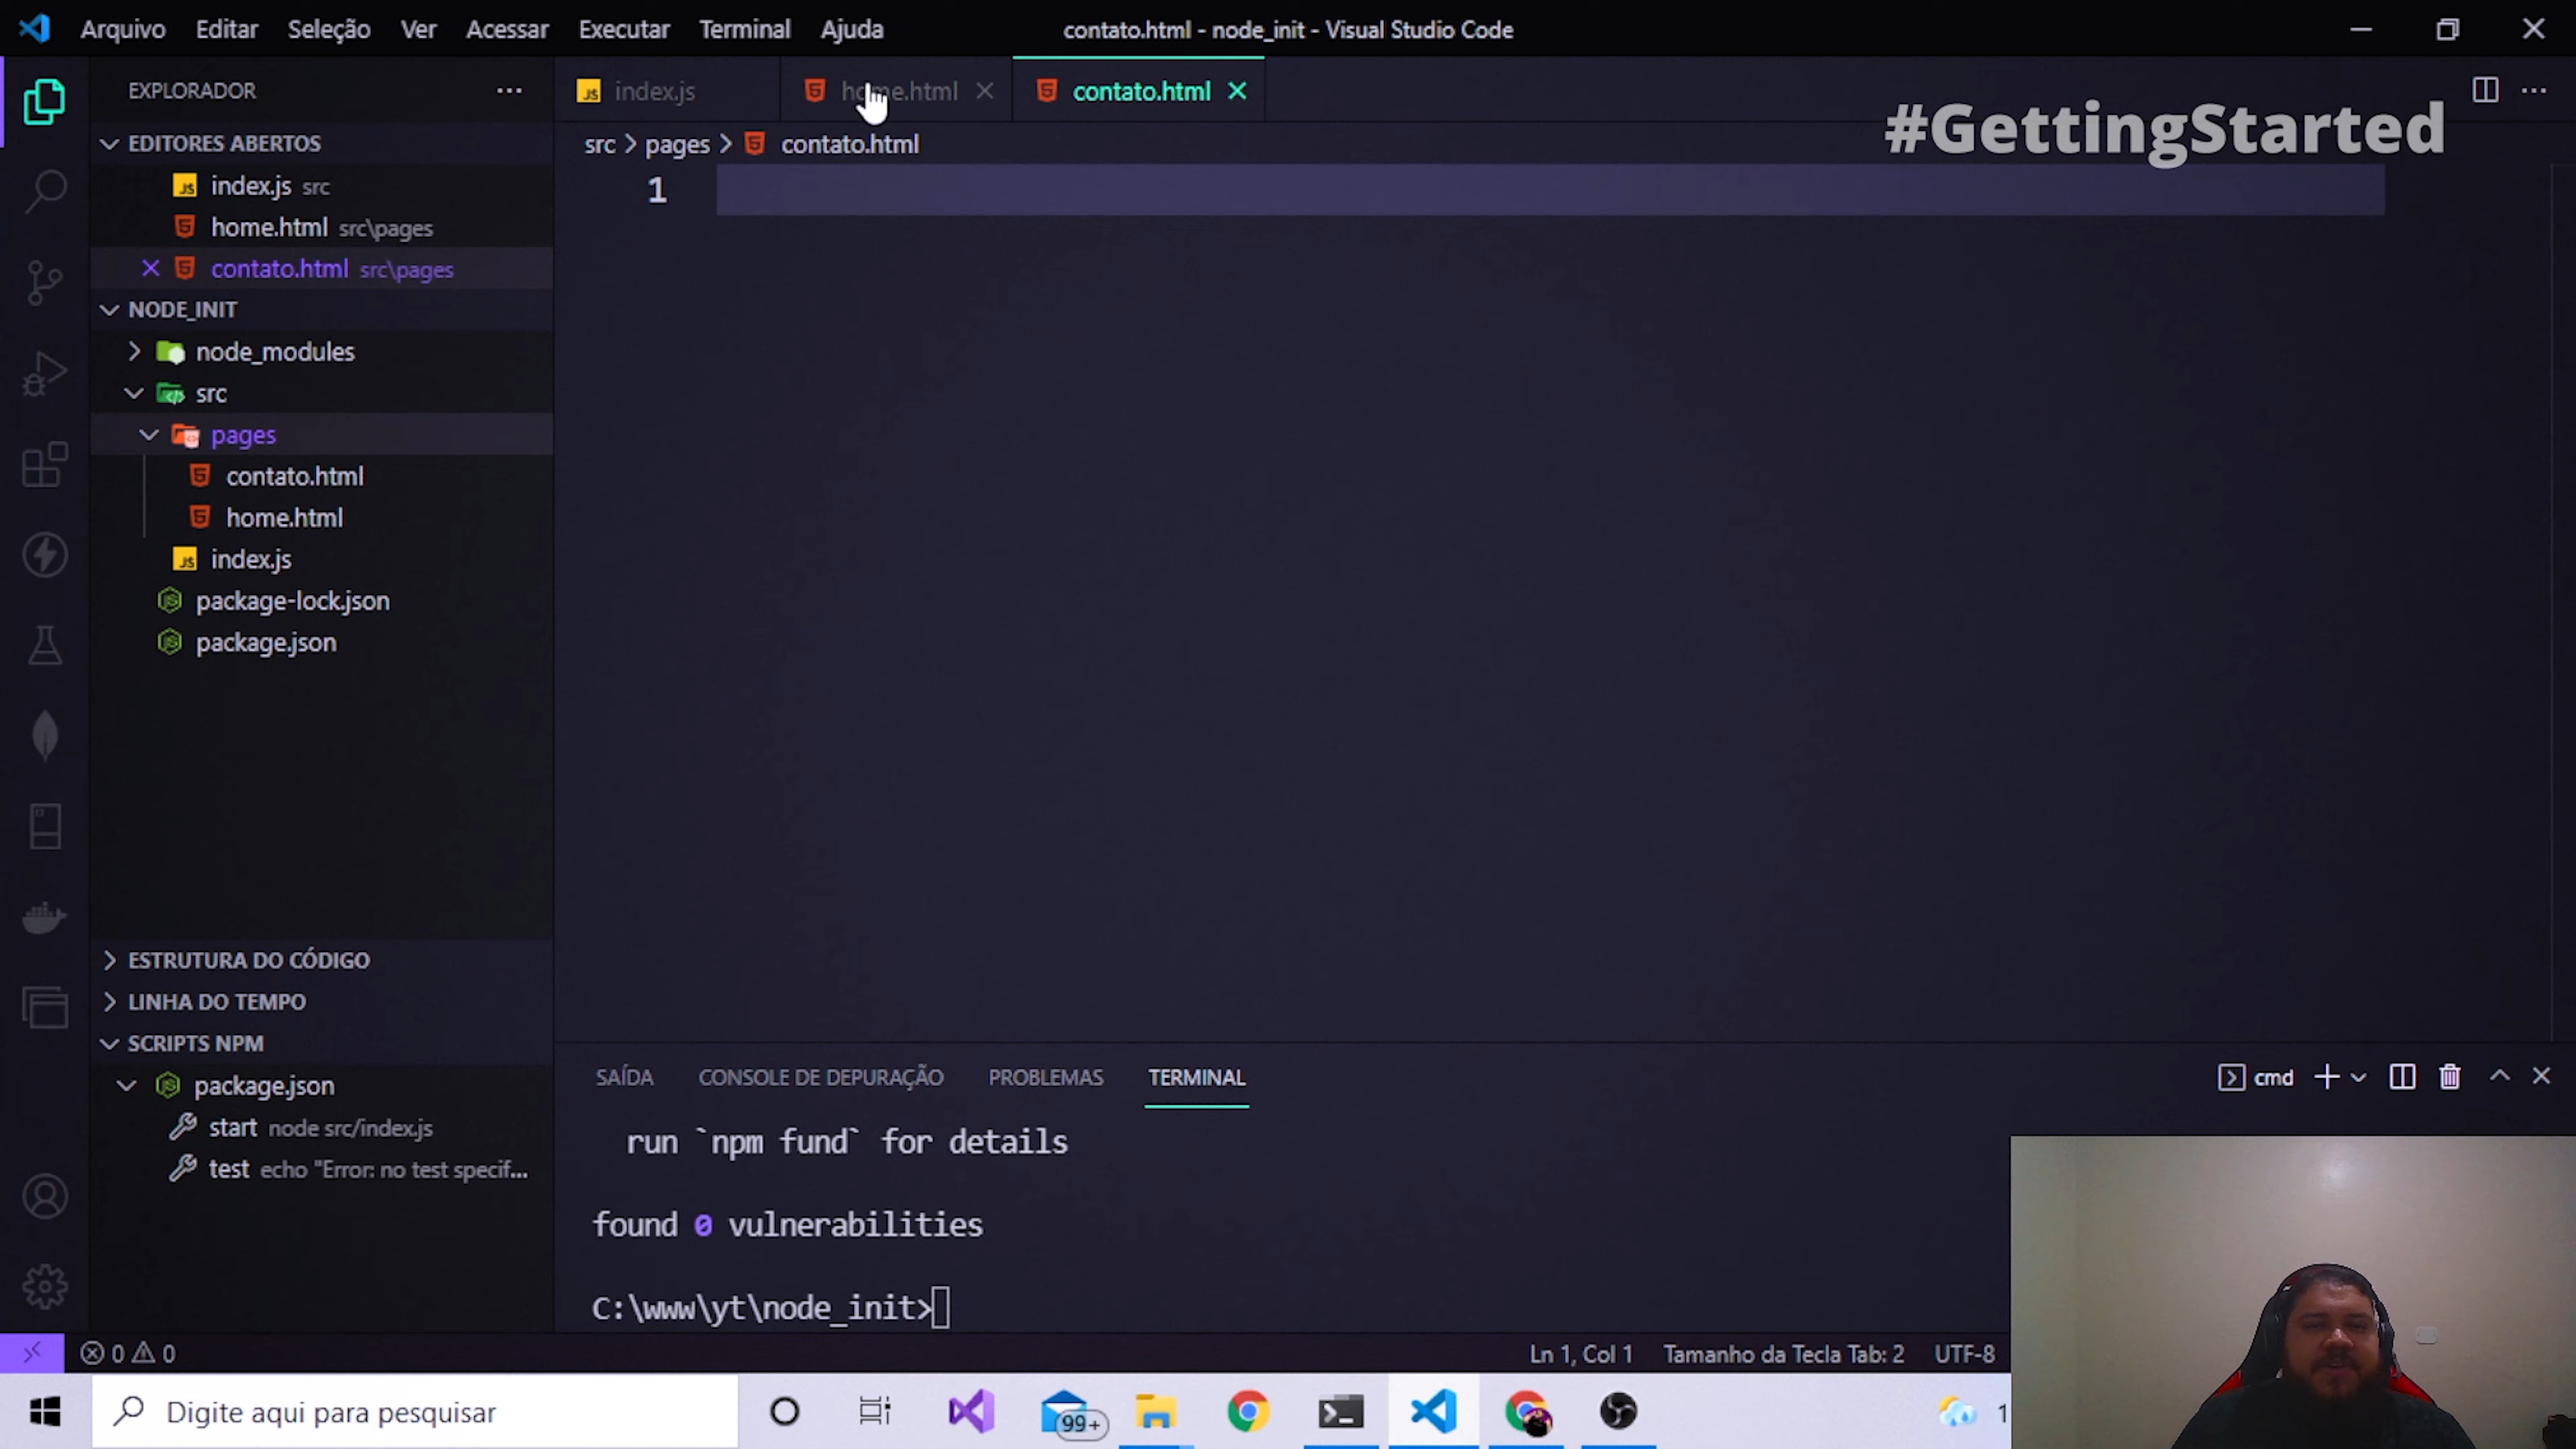 Arquivo Editar Seleção Ver Acessar Executar Terminal Ajuda contato.html - node_init - Visual Studio Code
EXPLORADOR
index.js home.html contato.html
#GettingStarted
EDITORES ABERTOS
src > pages > contato.html
index.js src
1
home.html src\pages
contato.html src\pages
NODE_INIT
node_modules
src
pages
contato.html
home.html
index.js
package-lock.json
package.json
ESTRUTURA DO CÓDIGO
LINHA DO TEMPO
SCRIPTS NPM
package.json
start node src/index.js
test echo "Error: no test specif...
SAÍDA CONSOLE DE DEPURAÇÃO PROBLEMAS TERMINAL
cmd
run `npm fund` for details
found 0 vulnerabilities
C:\www\yt\node_init>
0 0
Ln 1, Col 1 Tamanho da Tecla Tab: 2 UTF-8
Digite aqui para pesquisar
99+
1